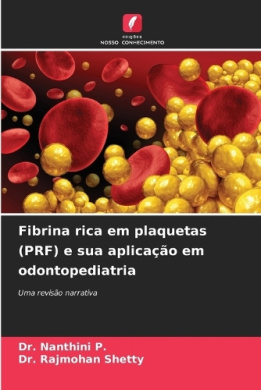 edições
NOSSO CONHECIMENTO
Fibrina rica em plaquetas
(PRF) e sua aplicação em
odontopediatria
Uma revisão narrativa
Dr. Nanthini P.
Dr. Rajmohan Shetty